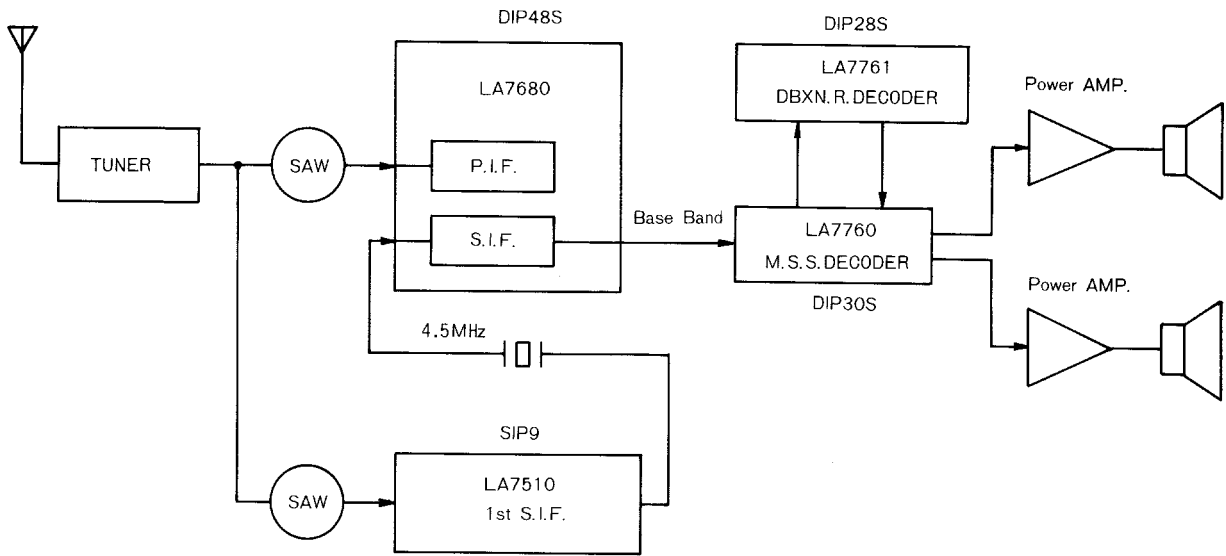 DIP48S
DIP28S
LA7680
LA7761
DBXN.R.DECODER
Power AMP.
TUNER
SAW
P.I.F.
S.I.F.
Base Band
LA7760
M.S.S.DECODER
DIP30S
Power AMP.
4.5MHz
SIP9
SAW
LA7510
1st S.I.F.